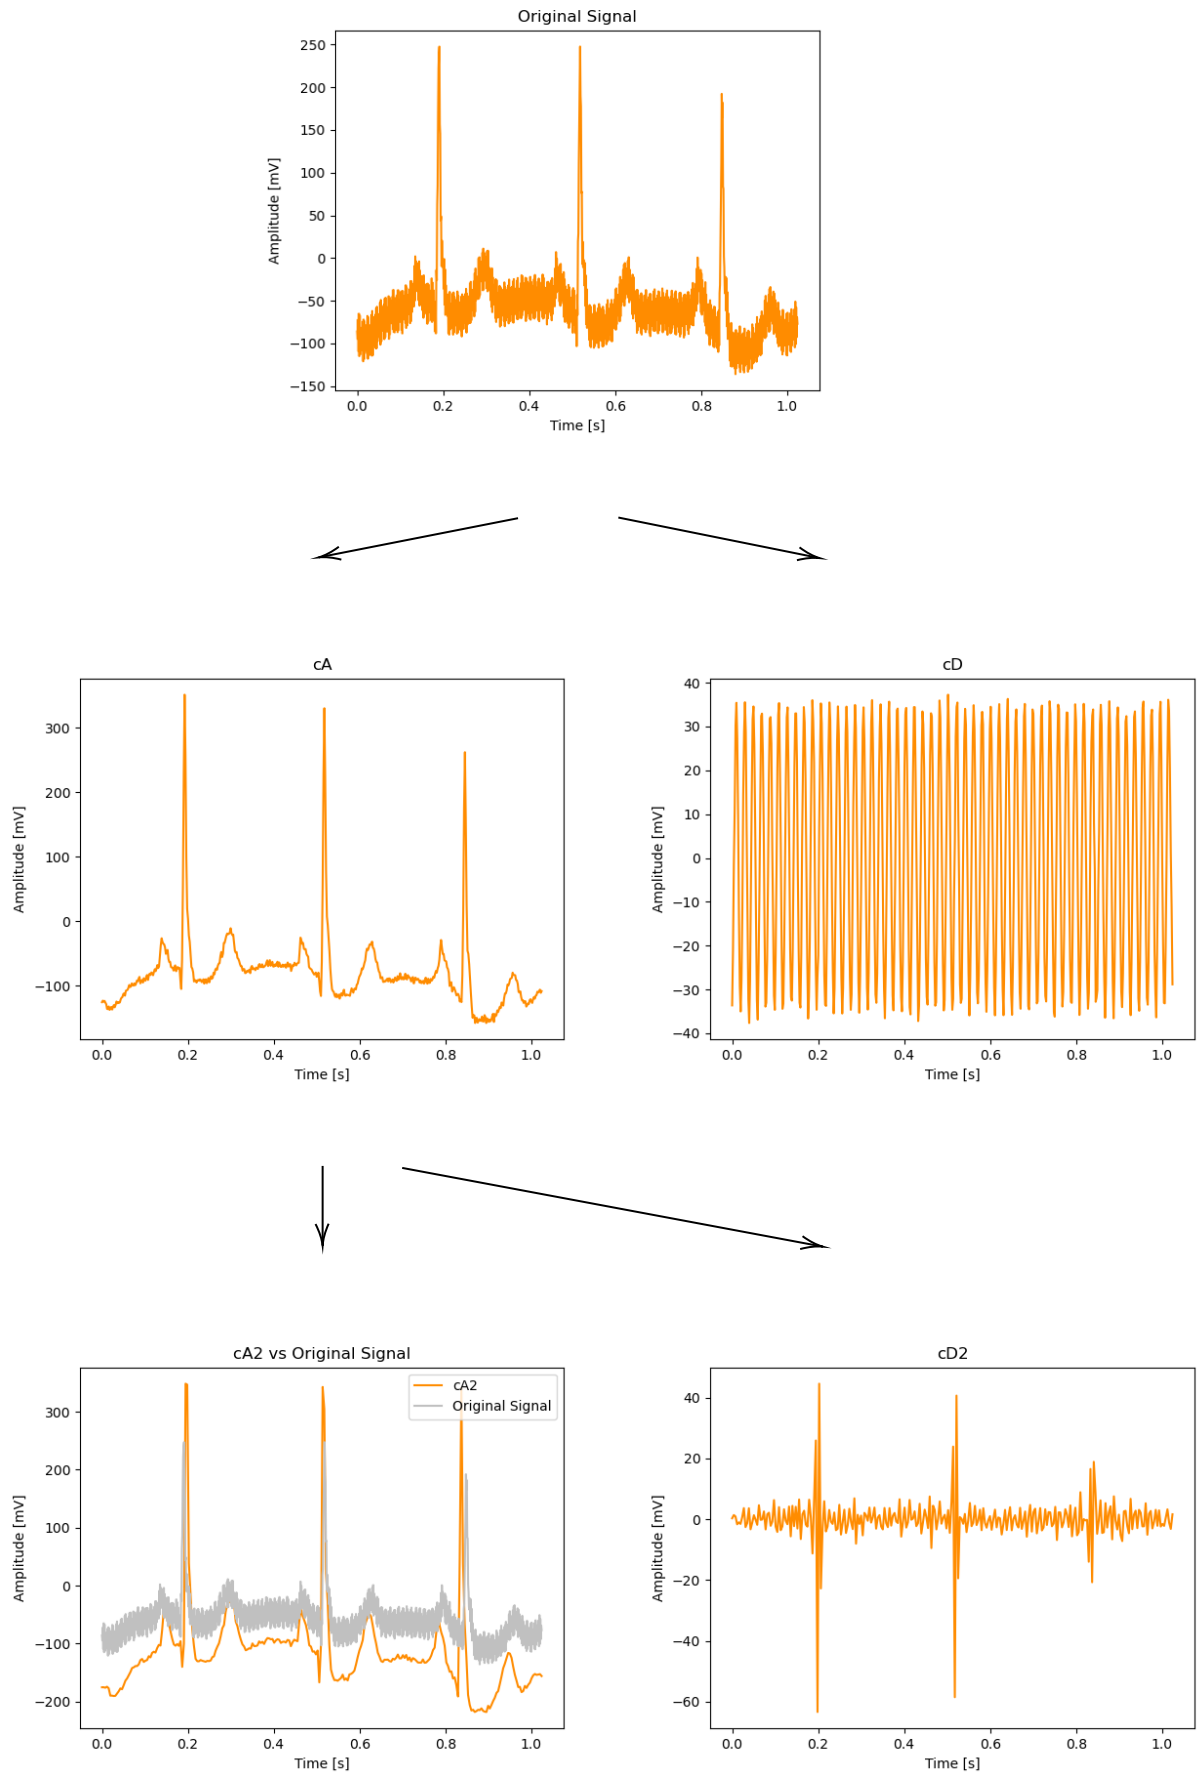 Original Signal
Amplitude [mV]
250
200
150
100
50
0
−50
−100
−150
0.0 0.2 0.4 0.6 0.8 1.0
Time [s]
cA
Amplitude [mV]
300
200
100
0
−100
0.0 0.2 0.4 0.6 0.8 1.0
Time [s]
cD
Amplitude [mV]
40
30
20
10
0
−10
−20
−30
−40
0.0 0.2 0.4 0.6 0.8 1.0
Time [s]
cA2 vs Original Signal
cA2
Original Signal
Amplitude [mV]
300
200
100
0
−100
−200
0.0 0.2 0.4 0.6 0.8 1.0
Time [s]
cD2
Amplitude [mV]
40
20
0
−20
−40
−60
0.0 0.2 0.4 0.6 0.8 1.0
Time [s]